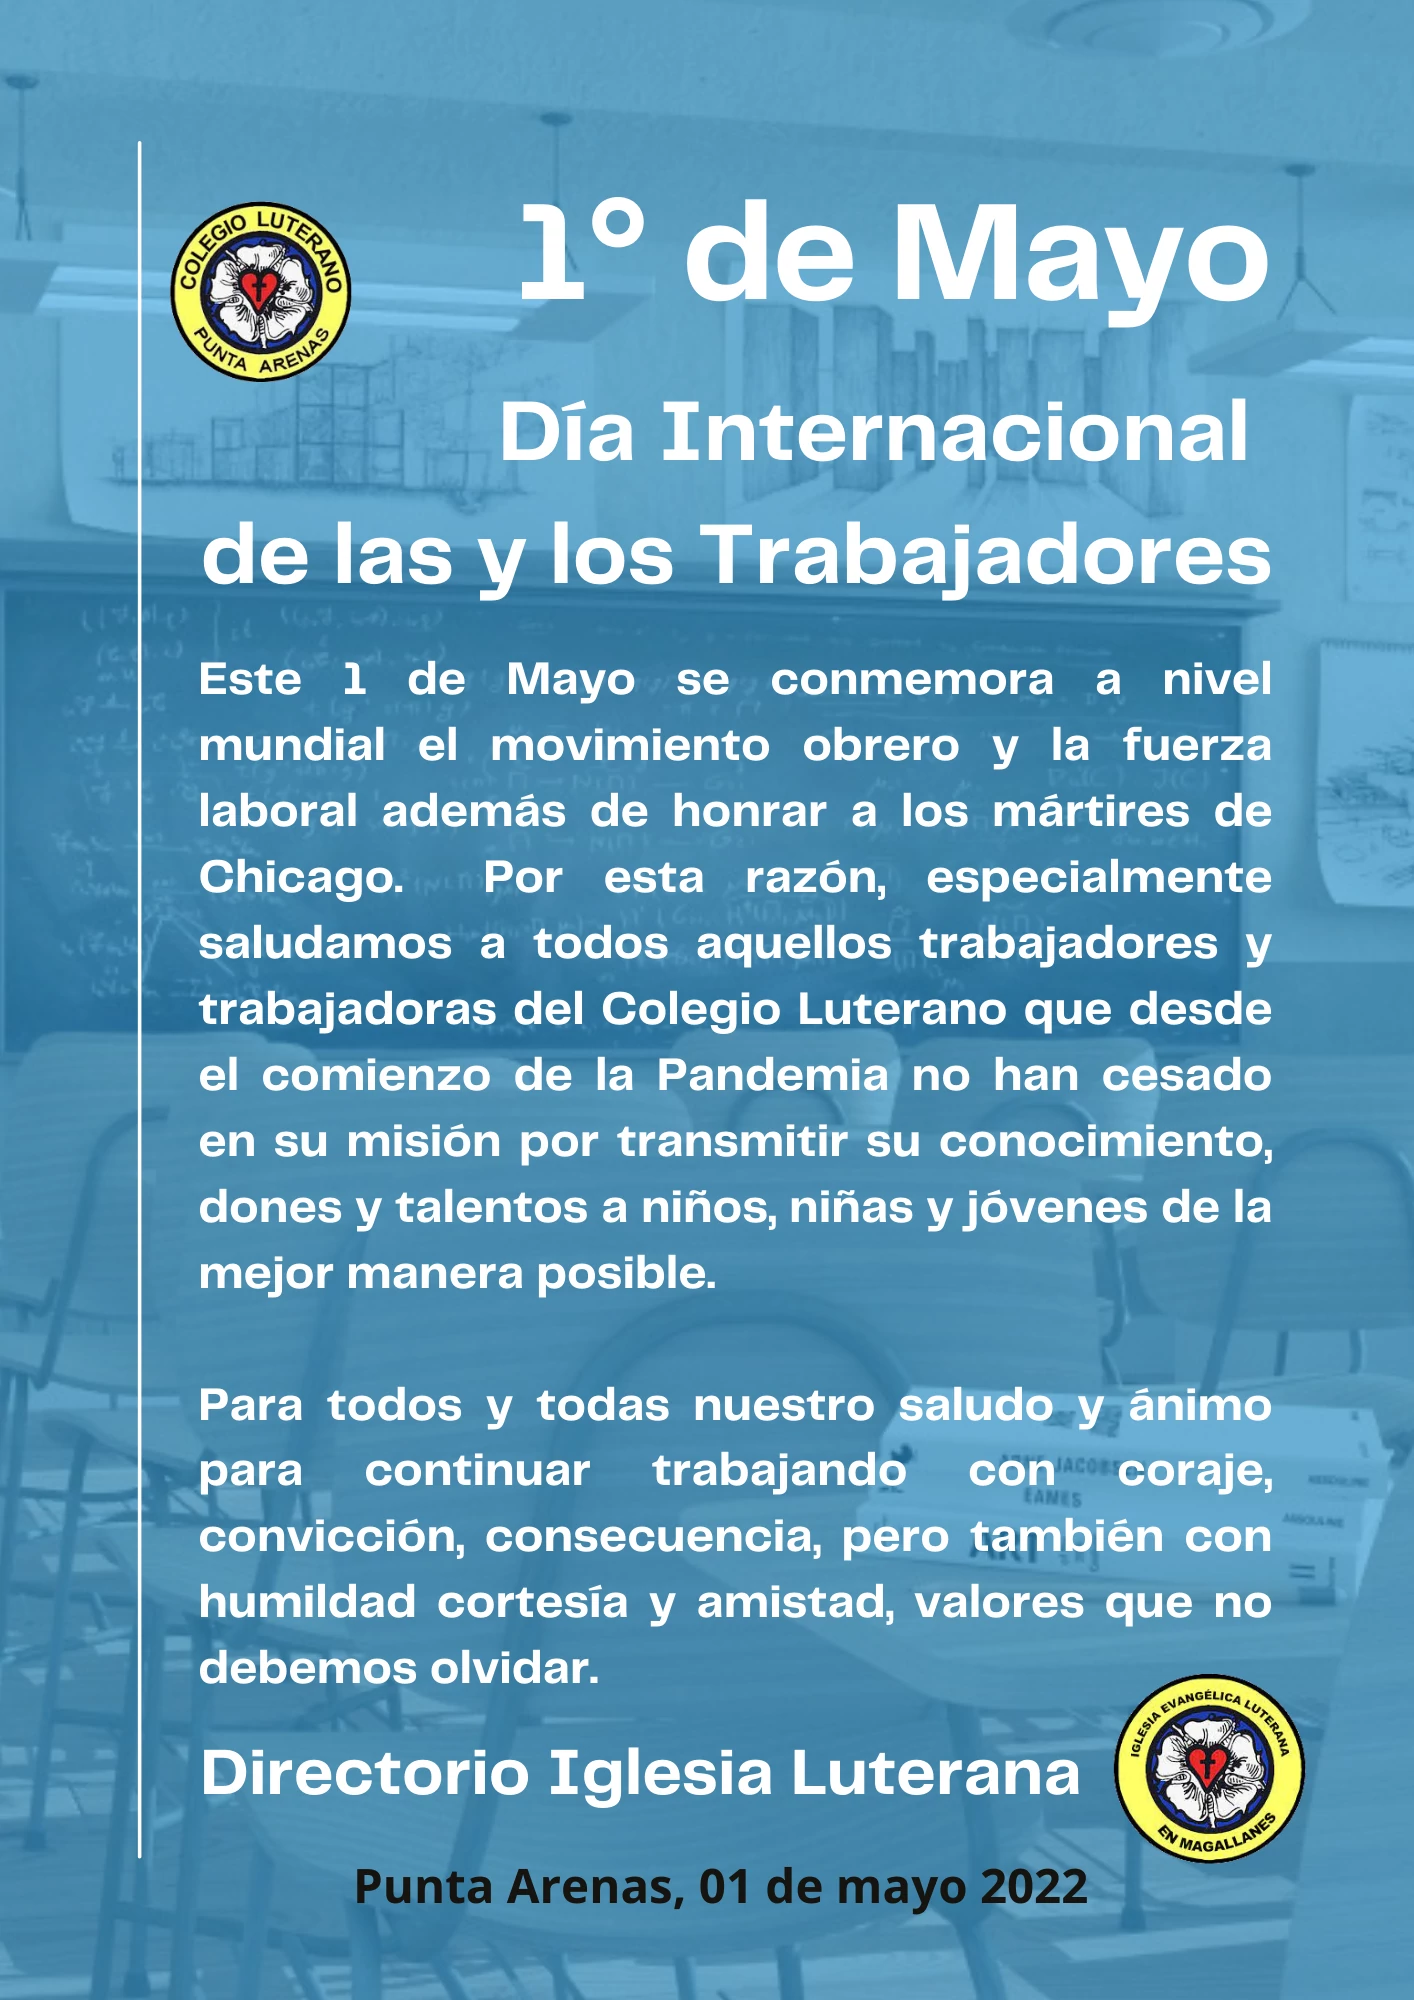 COLEGIO LUTERANO
PUNTA ARENAS
1° de Mayo
Día Internacional
de las y los Trabajadores
Este 1 de Mayo se conmemora a nivel
mundial el movimiento obrero y la fuerza
laboral además de honrar a los mártires de
Chicago. Por esta razón, especialmente
saludamos a todos aquellos trabajadores y
trabajadoras del Colegio Luterano que desde
el comienzo de la Pandemia no han cesado
en su misión por transmitir su conocimiento,
dones y talentos a niños, niñas y jóvenes de la
mejor manera posible.
Para todos y todas nuestro saludo y ánimo
para continuar trabajando con coraje,
convicción, consecuencia, pero también con
humildad cortesía y amistad, valores que no
debemos olvidar.
EAMES
ART
ASSOULINE
Directorio Iglesia Luterana
IGLESIA EVANGÉLICA LUTERANA
EN MAGALLANES
Punta Arenas, 01 de mayo 2022